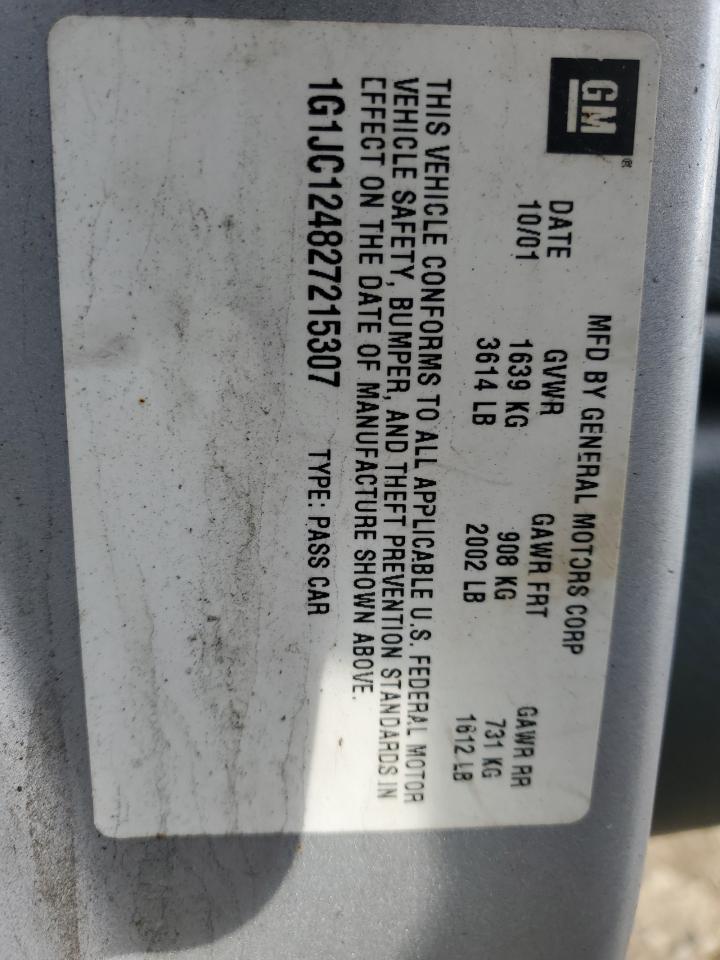 GM®
MFD BY GENERAL MOTORS CORP
DATE GVWR GAWR FRT GAWR RR
10/01 1639 KG 908 KG 731 KG
3614 LB 2002 LB 1612 LB
THIS VEHICLE CONFORMS TO ALL APPLICABLE U.S. FEDERAL MOTOR
VEHICLE SAFETY, BUMPER, AND THEFT PREVENTION STANDARDS IN
EFFECT ON THE DATE OF MANUFACTURE SHOWN ABOVE.
1G1JC124827215307 TYPE: PASS CAR